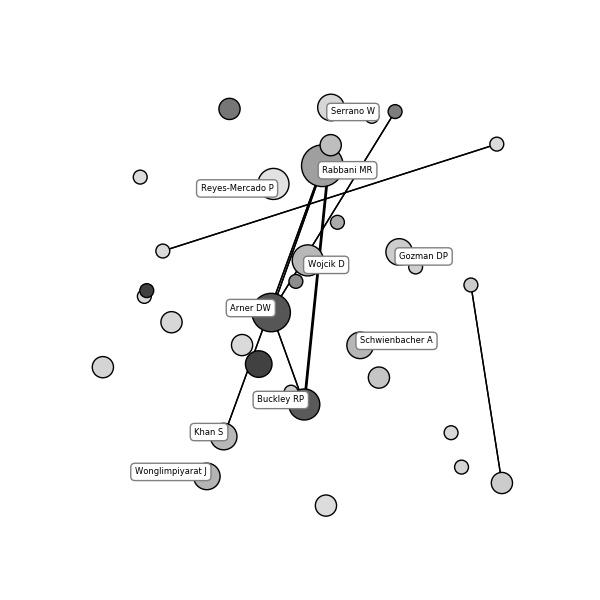 Serrano W
Rabbani MR
Reyes-Mercado P
Gozman DP
Wojcik D
Arner DW
Schwienbacher A
Buckley RP
Khan S
Wonglimpiyarat J